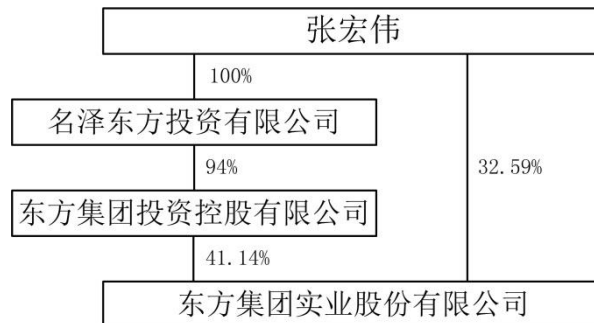 张宏伟
100%
名泽东方投资有限公司
94%
32.59%
东方集团投资控股有限公司
41.14%
东方集团实业股份有限公司